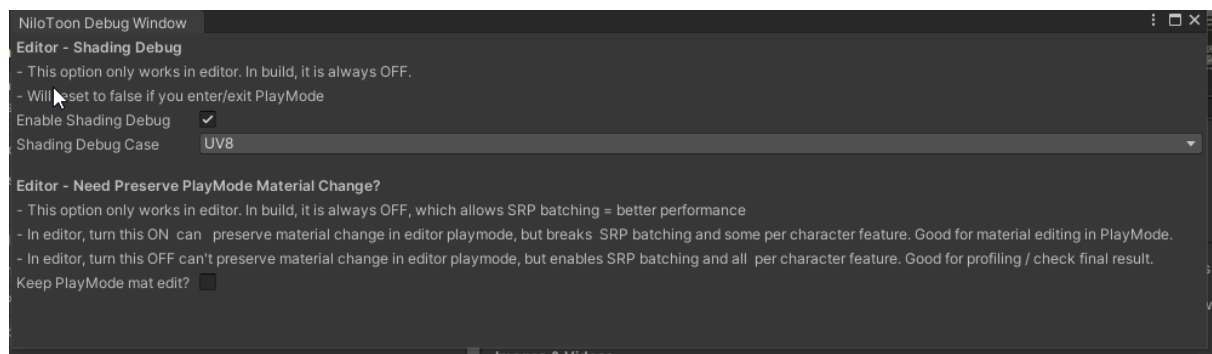 NiloToon Debug Window
Editor - Shading Debug
- This option only works in editor. In build, it is always OFF.
- Will reset to false if you enter/exit PlayMode
Enable Shading Debug
Shading Debug Case UV8
Editor - Need Preserve PlayMode Material Change?
- This option only works in editor. In build, it is always OFF, which allows SRP batching = better performance
- In editor, turn this ON can preserve material change in editor playmode, but breaks SRP batching and some per character feature. Good for material editing in PlayMode.
- In editor, turn this OFF can't preserve material change in editor playmode, but enables SRP batching and all per character feature. Good for profiling / check final result.
Keep PlayMode mat edit?